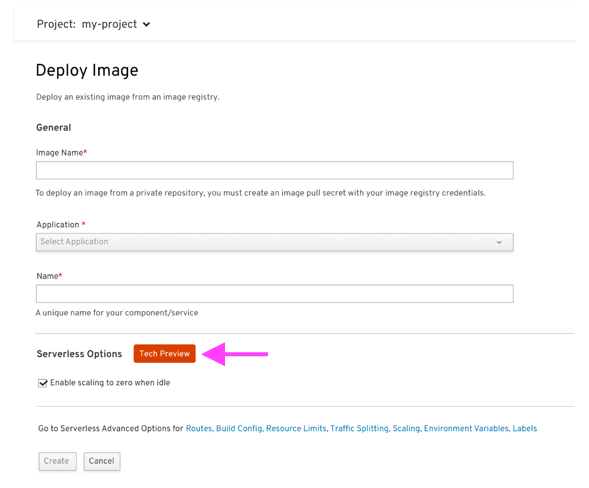 Project: my-project
Deploy Image
Deploy an existing image from an image registry.
General
Image Name*
To deploy an image from a private repository, you must create an image pull secret with your image registry credentials.
Application *
Select Application
Name*
A unique name for your component/service
Serverless Options Tech Preview
Enable scaling to zero when idle
Go to Serverless Advanced Options for Routes, Build Config, Resource Limits, Traffic Splitting, Scaling, Environment Variables, Labels
Create Cancel